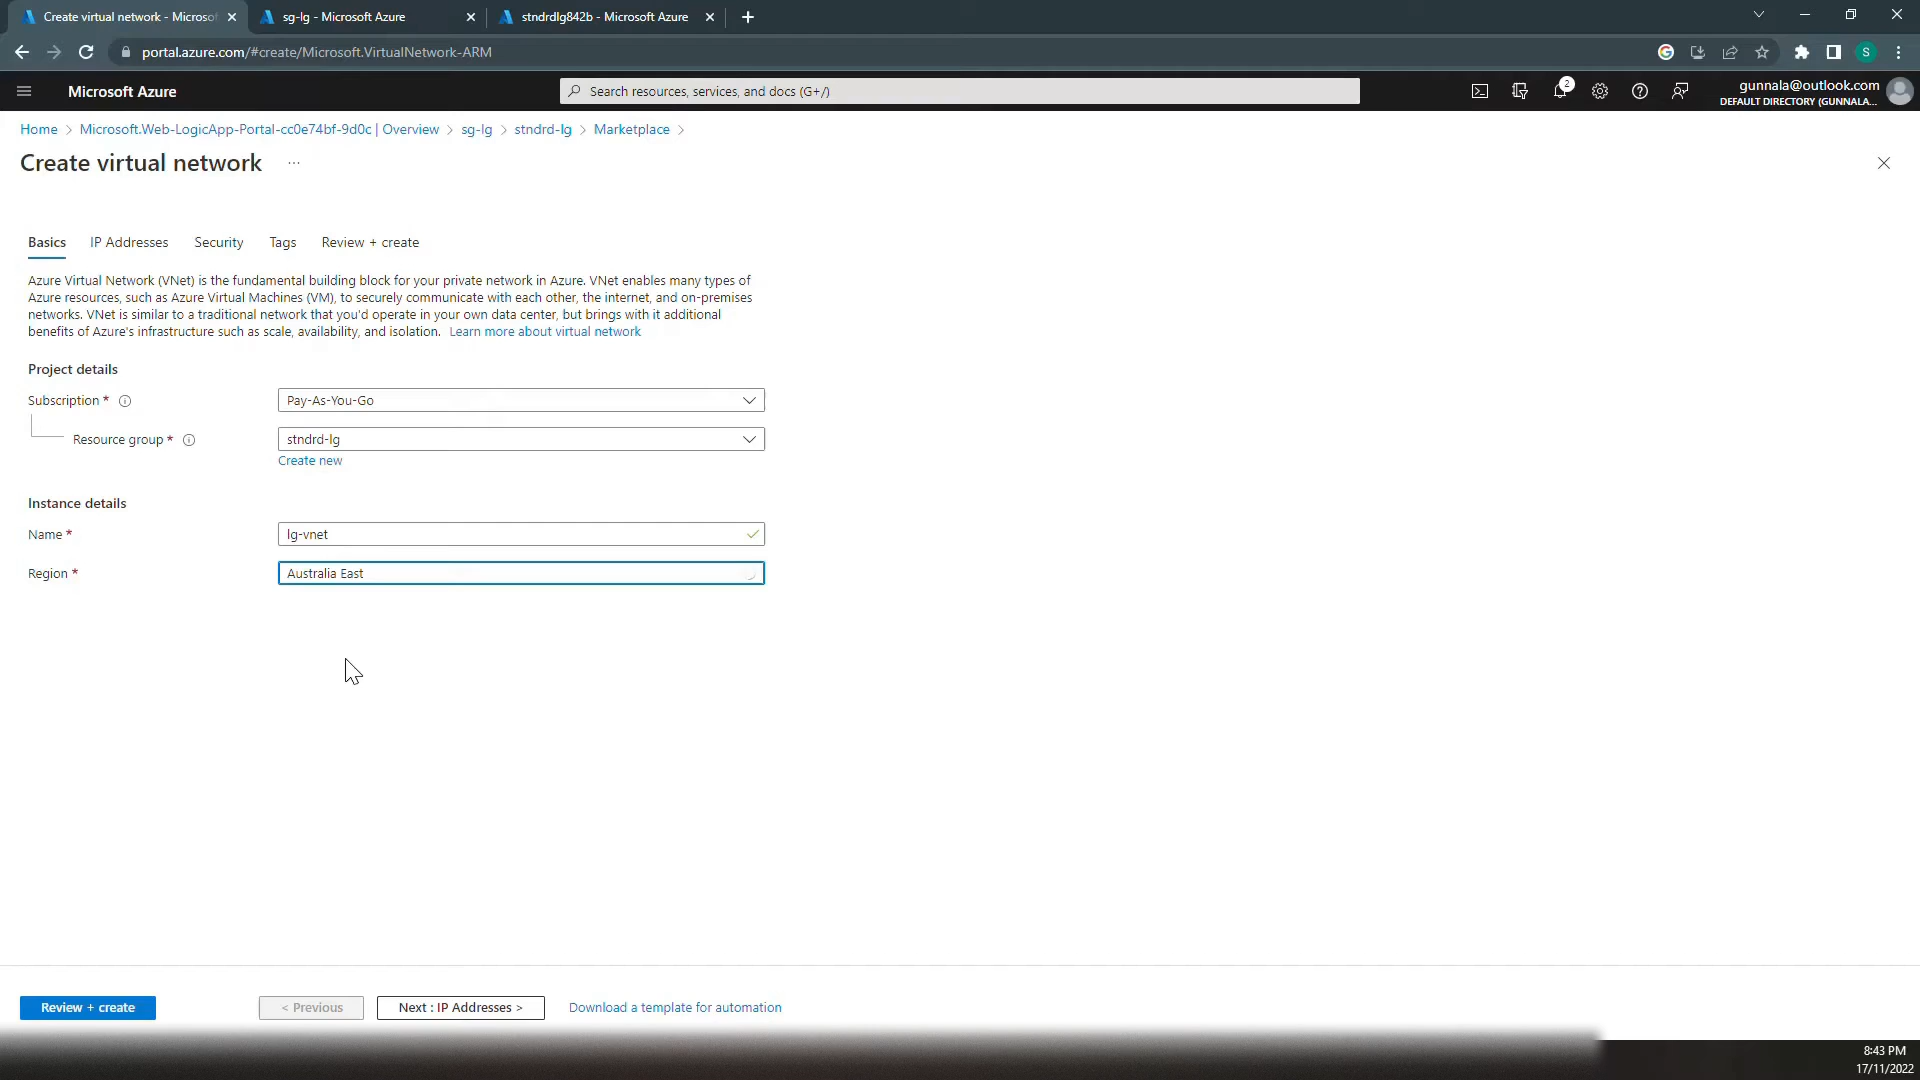 Create virtual network - Microsof
sg-lg - Microsoft Azure
stndrdlg842b - Microsoft Azure
portal.azure.com/#create/Microsoft.VirtualNetwork-ARM
S
Microsoft Azure
Search resources, services, and docs (G+/)
2
gunnala@outlook.com
DEFAULT DIRECTORY (GUNNALA...
Home > Microsoft.Web-LogicApp-Portal-cc0e74bf-9d0c | Overview > sg-lg > stndrd-lg > Marketplace >
Create virtual network ...
Basics IP Addresses Security Tags Review + create
Azure Virtual Network (VNet) is the fundamental building block for your private network in Azure. VNet enables many types of
Azure resources, such as Azure Virtual Machines (VM), to securely communicate with each other, the internet, and on-premises
networks. VNet is similar to a traditional network that you'd operate in your own data center, but brings with it additional
benefits of Azure's infrastructure such as scale, availability, and isolation. Learn more about virtual network
Project details
Subscription * Pay-As-You-Go
Resource group * stndrd-lg
Create new
Instance details
Name * lg-vnet
Region * Australia East
Review + create < Previous Next : IP Addresses > Download a template for automation
8:43 PM
17/11/2022